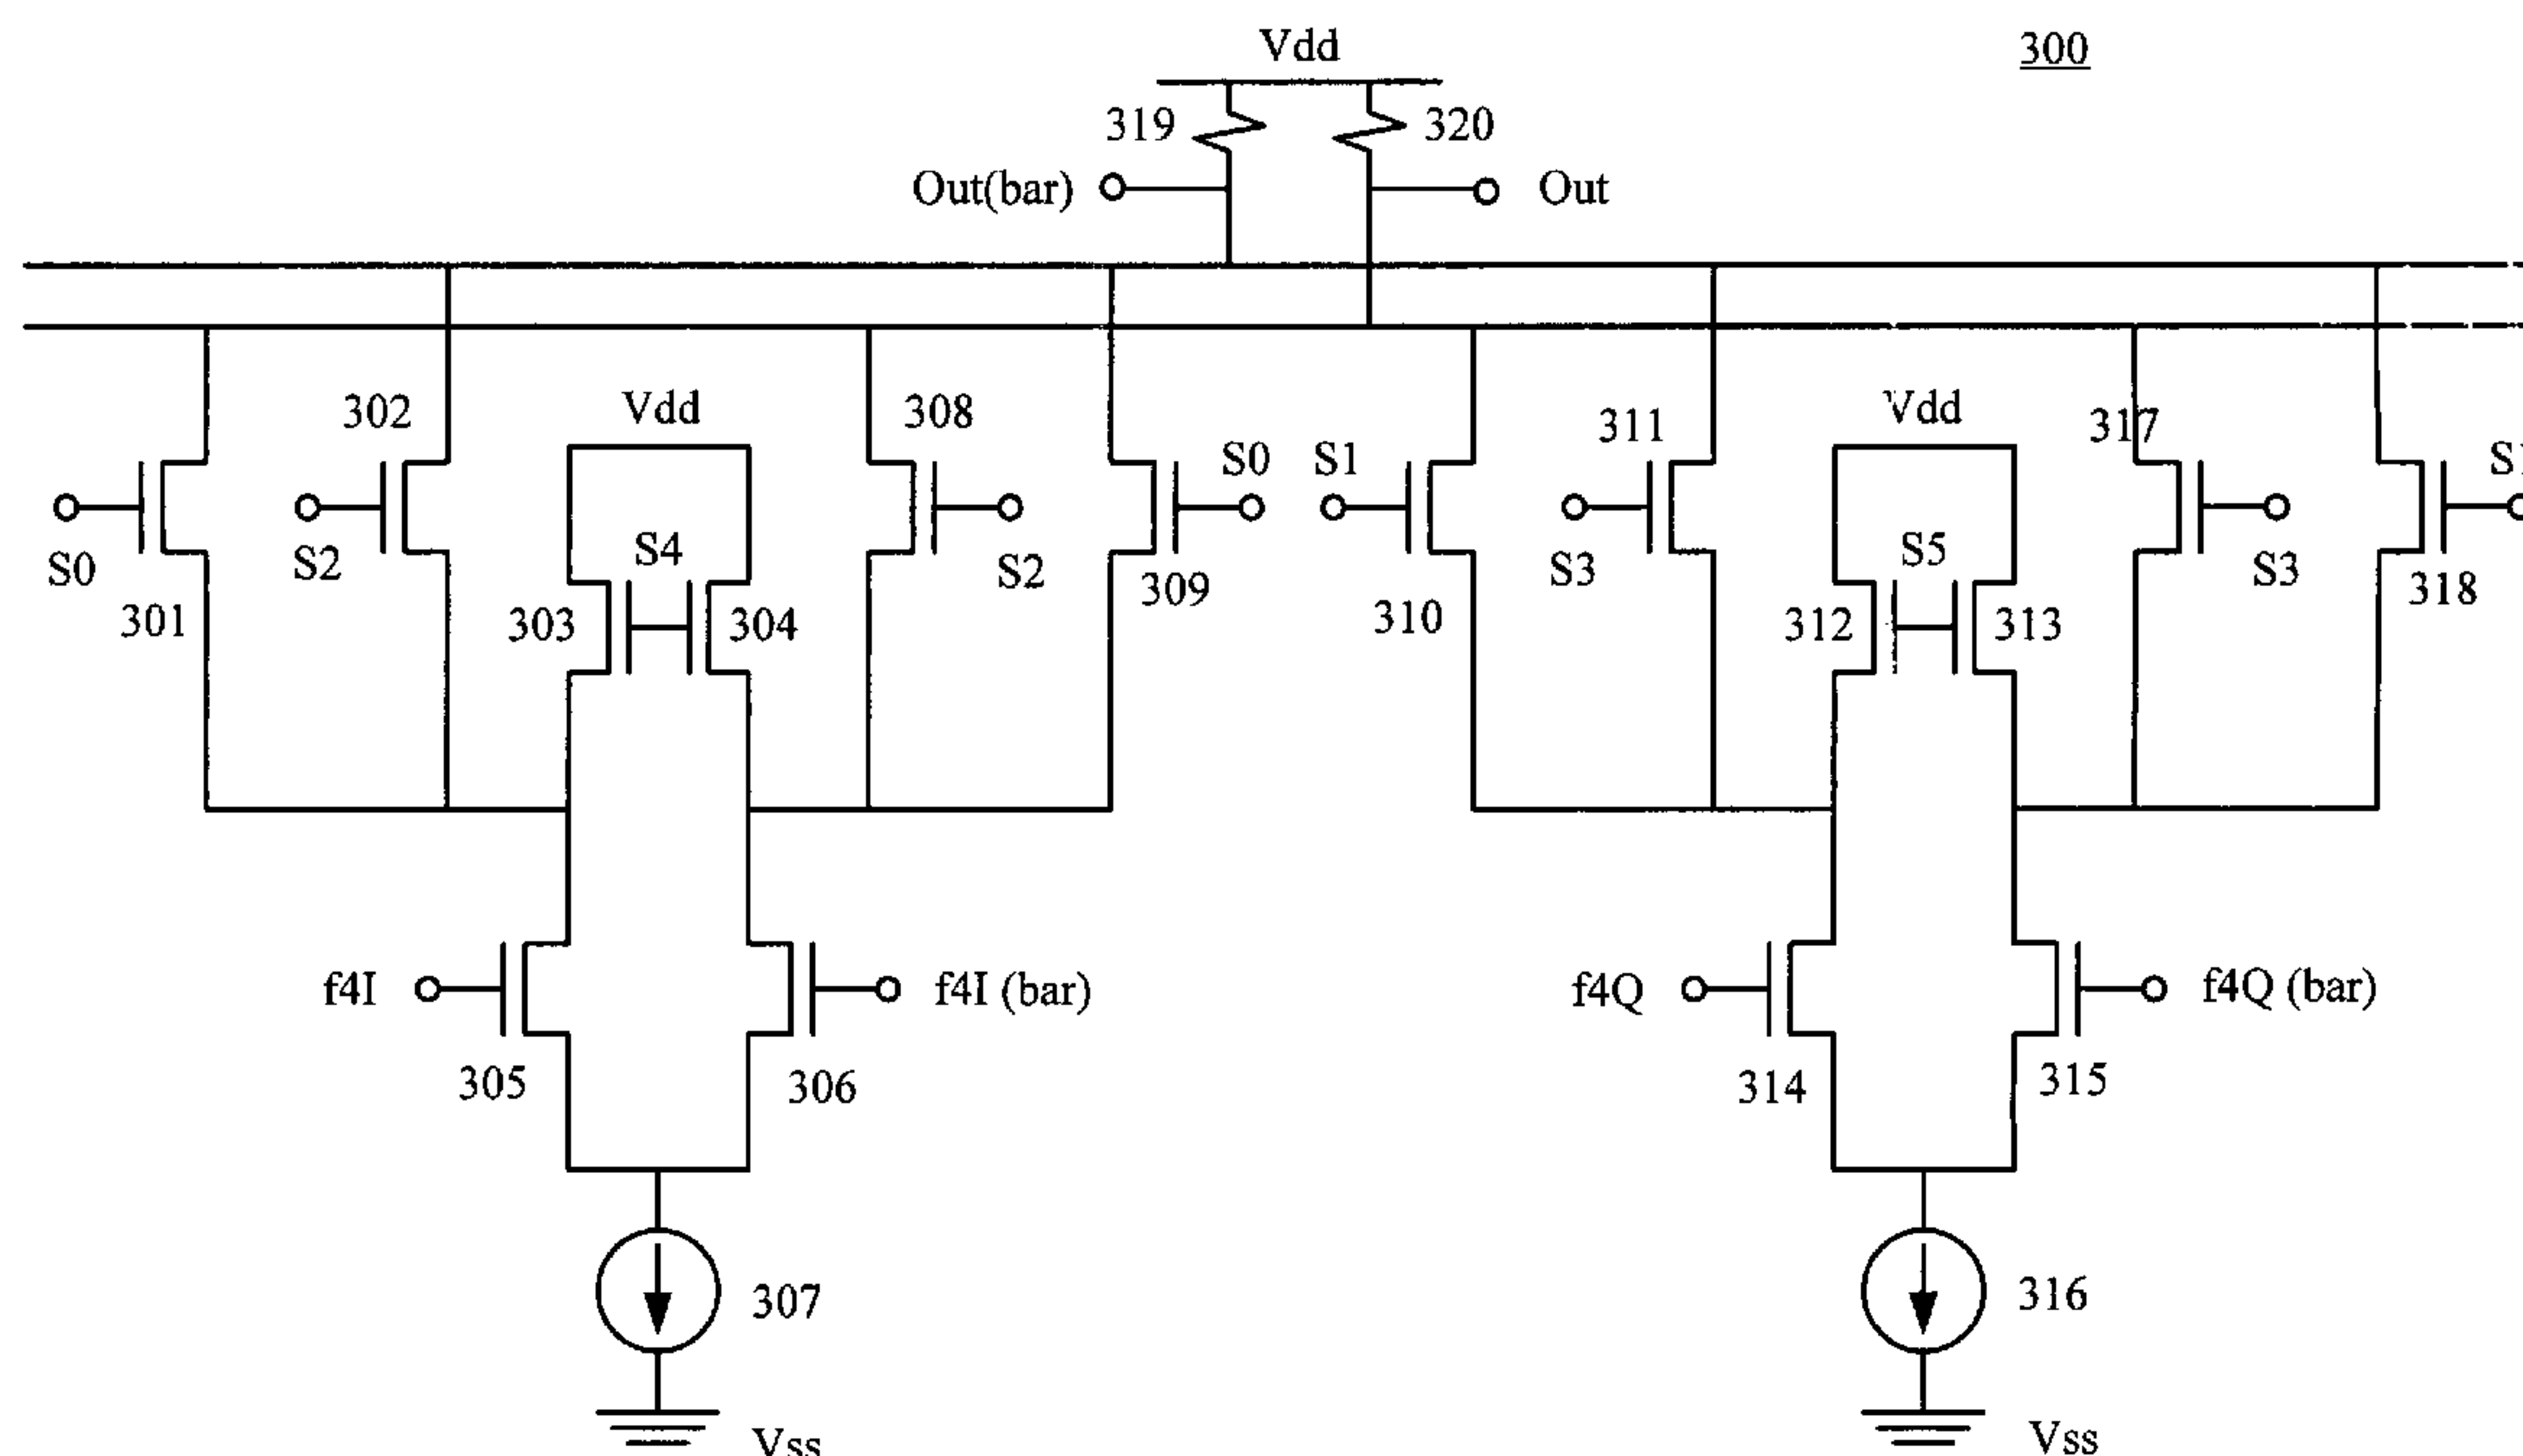 Vdd
300
319
320
Out(bar)
Out
302
Vdd
308
311
Vdd
317
S0
S1
S1
S0
S2
S4
S2
309
S3
S5
S3
318
301
303
304
310
312
313
f4I
f4I (bar)
f4Q
f4Q (bar)
305
306
314
315
307
316
Vss
Vss